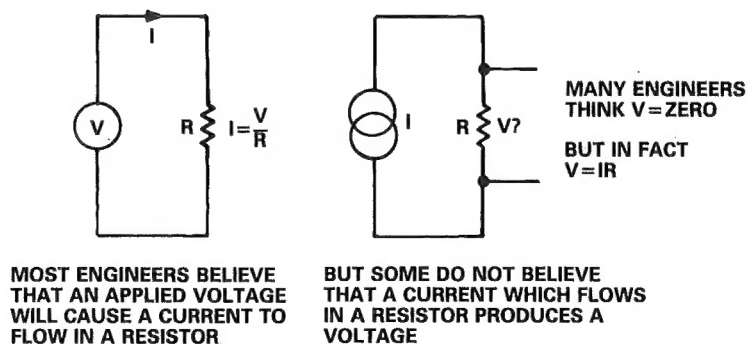 I
V
R
I=V/R
I
R
V?
MANY ENGINEERS
THINK V=ZERO
BUT IN FACT
V=IR
MOST ENGINEERS BELIEVE
THAT AN APPLIED VOLTAGE
WILL CAUSE A CURRENT TO
FLOW IN A RESISTOR
BUT SOME DO NOT BELIEVE
THAT A CURRENT WHICH FLOWS
IN A RESISTOR PRODUCES A
VOLTAGE